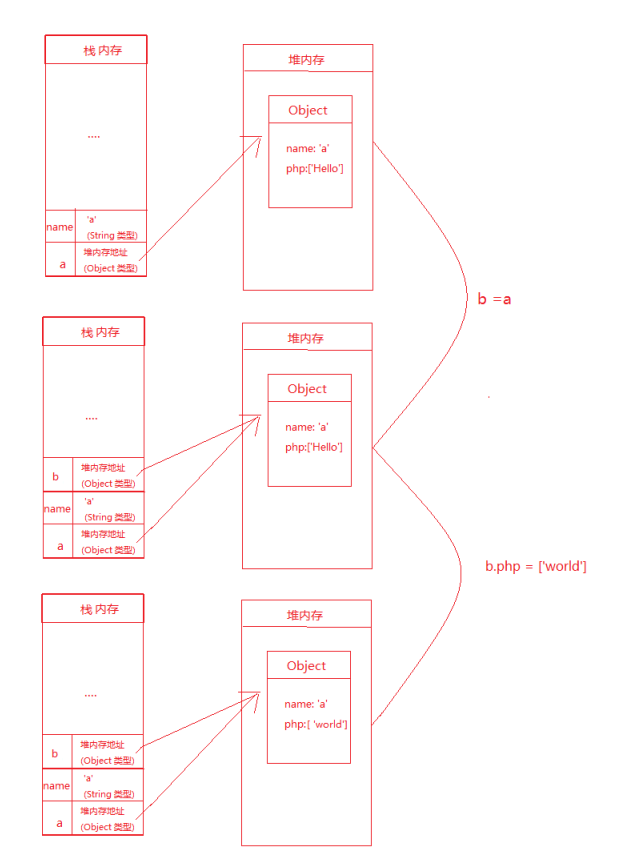 栈 内存
堆内存
Object
....
name: 'a'
php:['Hello']
name
'a'
(String 类型)
a
堆内存地址
(Object 类型)
b =a
栈 内存
堆内存
Object
....
name: 'a'
php:['Hello']
b
堆内存地址
(Object 类型)
name
'a'
(String 类型)
a
堆内存地址
(Object 类型)
b.php = ['world']
栈 内存
堆内存
Object
....
name: 'a'
php:[ 'world']
b
堆内存地址
(Object 类型)
name
'a'
(String 类型)
a
堆内存地址
(Object 类型)